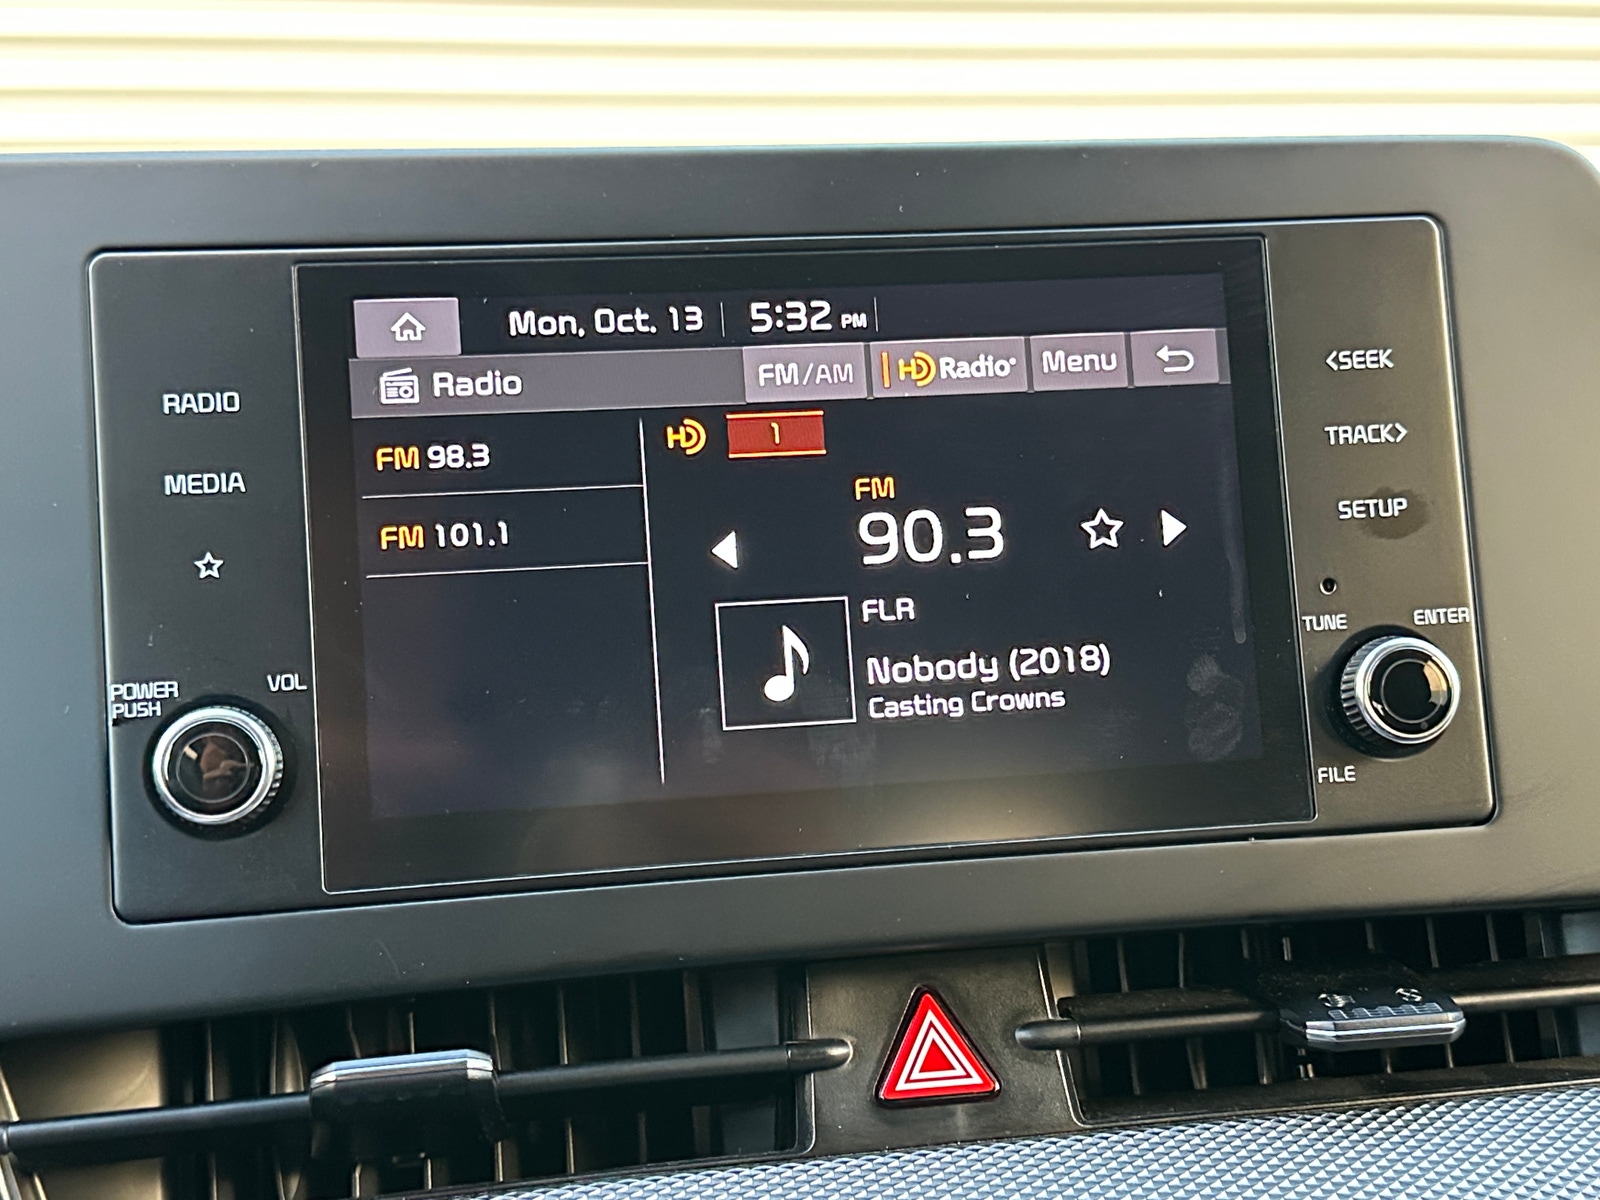 Mon, Oct. 13 5:32 PM
Radio FM/AM HD Radio Menu
FM 98.3
FM 101.1
HD 1
FM
90.3
FLR
Nobody (2018)
Casting Crowns
RADIO
MEDIA
POWER
PUSH
VOL
<SEEK
TRACK>
SETUP
TUNE
ENTER
FILE